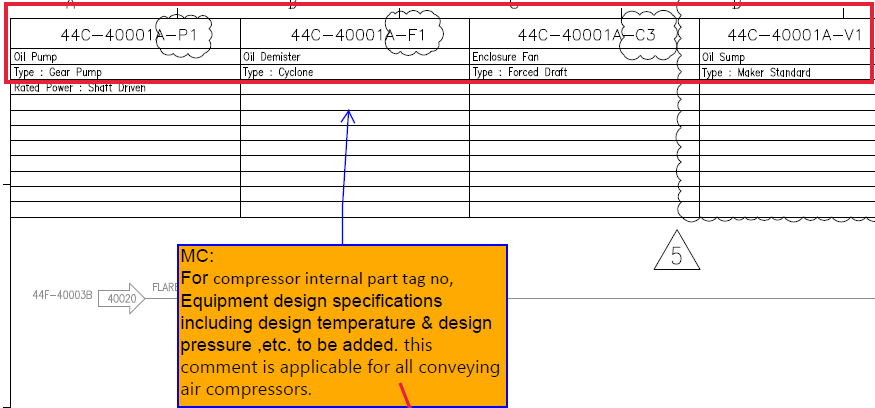 44C-40001A-P1 44C-40001A-F1 44C-40001A-C3 44C-40001A-V1
Oil Pump Oil Demister Enclosure Fan Oil Sump
Type : Gear Pump Type : Cyclone Type : Forced Draft Type : Maker Standard
Rated Power : Shaft Driven
5
MC:
For compressor internal part tag no,
Equipment design specifications
including design temperature & design
pressure ,etc. to be added. this
comment is applicable for all conveying
air compressors.
44F-40003B 40020 FLARE